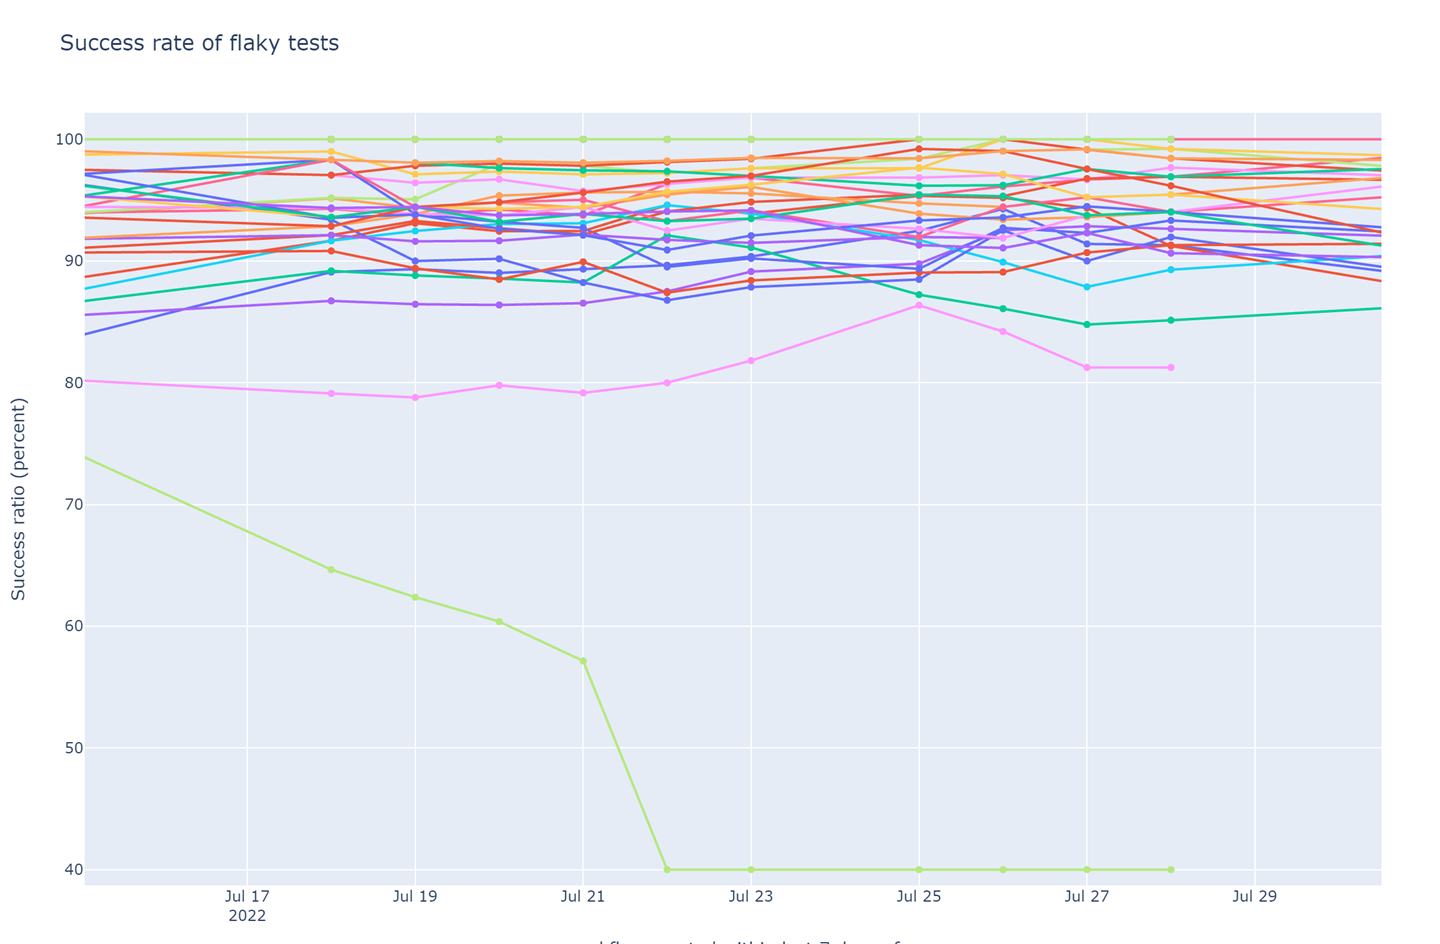 Success rate of flaky tests
100
90
80
70
60
50
40
Success ratio (percent)
Jul 17
2022
Jul 19
Jul 21
Jul 23
Jul 25
Jul 27
Jul 29